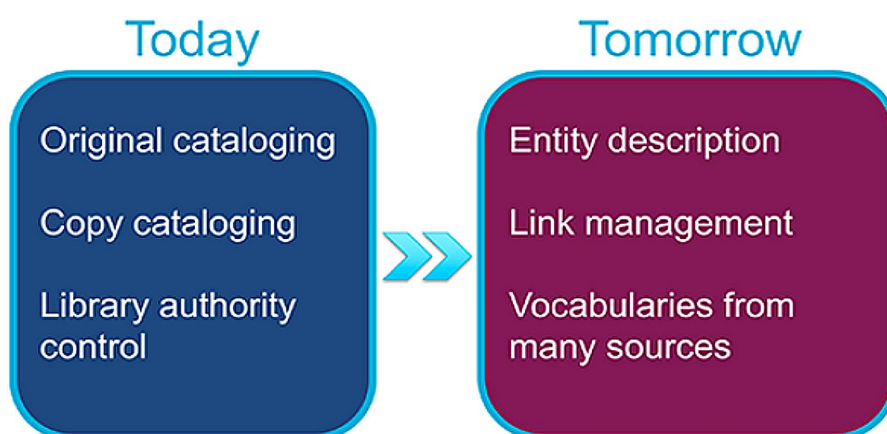 Today
Original cataloging
Copy cataloging
Library authority
control
Tomorrow
Entity description
Link management
Vocabularies from
many sources